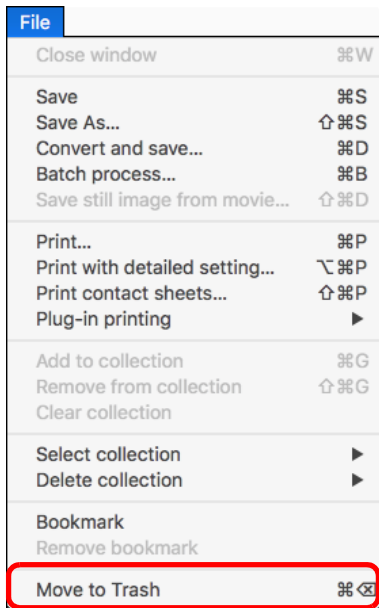 File
Close window ⌘W
Save ⌘S
Save As... ⇧⌘S
Convert and save... ⌘D
Batch process... ⌘B
Save still image from movie... ⇧⌘D
Print... ⌘P
Print with detailed setting... ⌥⌘P
Print contact sheets... ⇧⌘P
Plug-in printing ▶
Add to collection ⌘G
Remove from collection ⇧⌘G
Clear collection
Select collection ▶
Delete collection ▶
Bookmark
Remove bookmark
Move to Trash ⌘⌫